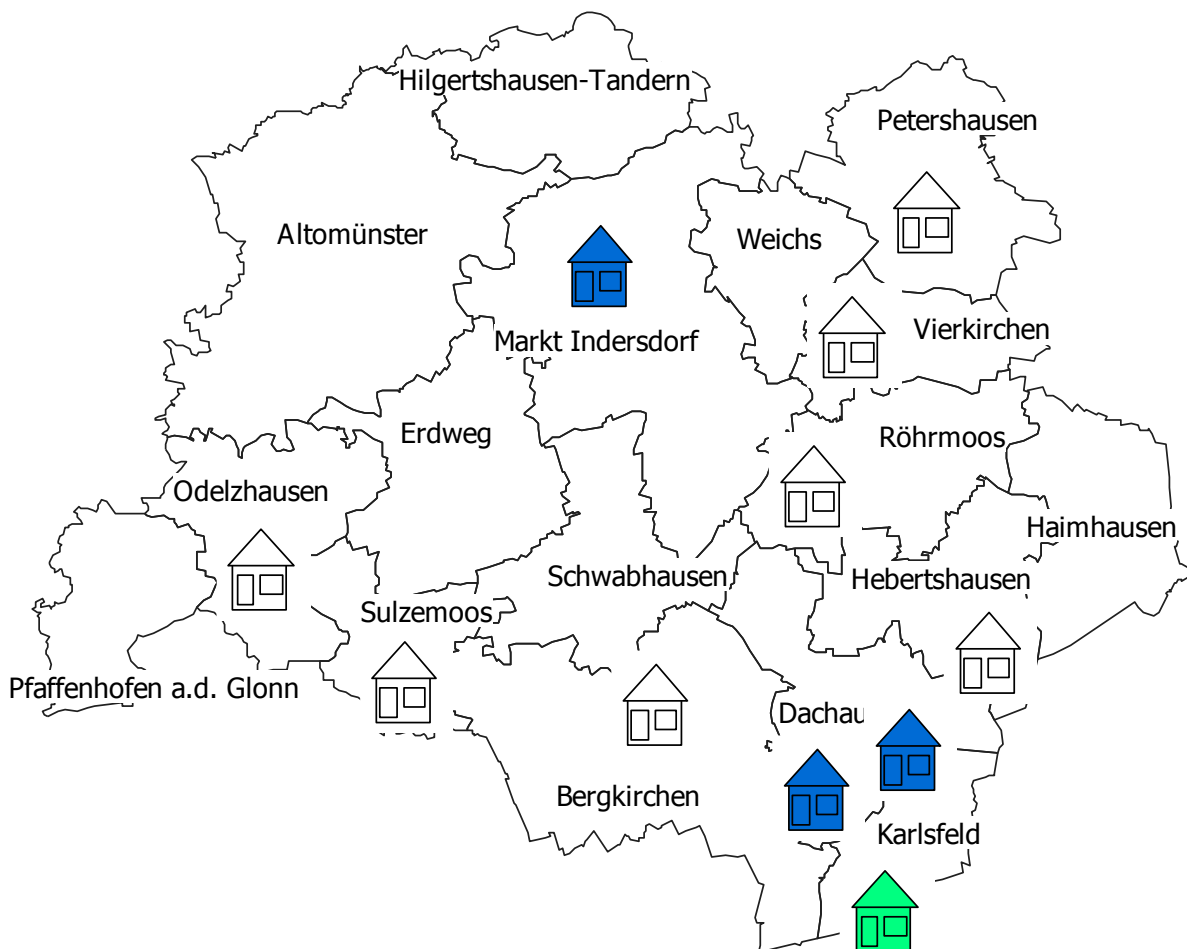 Hilgertshausen-Tandern
Petershausen
Altomünster
Weichs
Vierkirchen
Markt Indersdorf
Erdweg
Röhrmoos
Odelzhausen
Haimhausen
Schwabhausen
Hebertshausen
Sulzemoos
Pfaffenhofen a.d. Glonn
Dachau
Bergkirchen
Karlsfeld